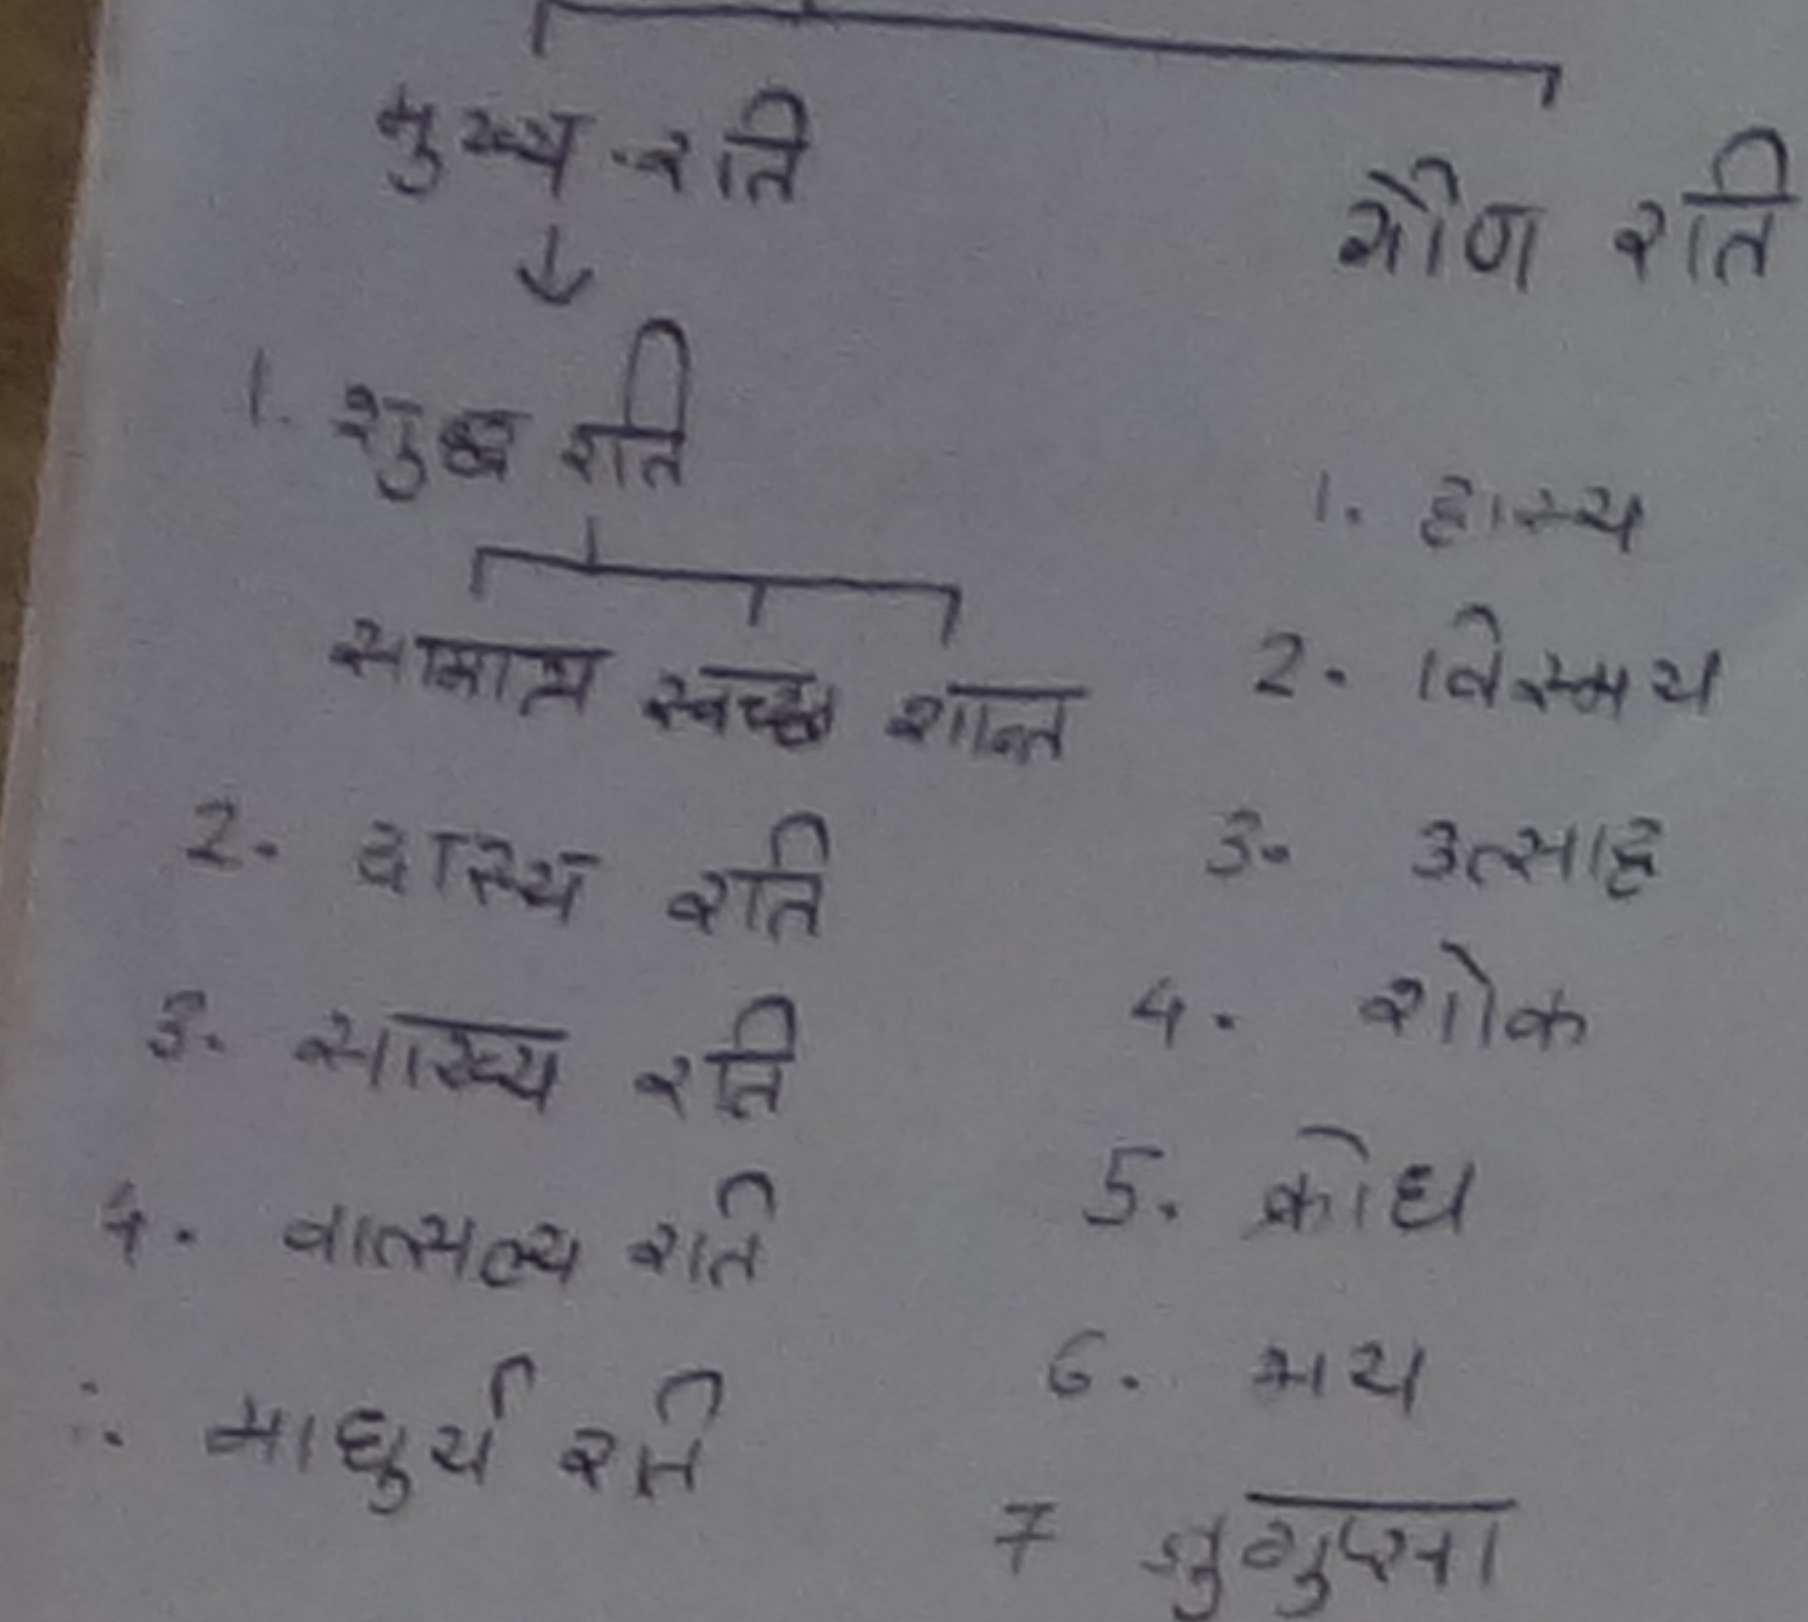 मुख्य रति
गौण रति
1. शुद्ध रति
सामान्य स्वच्छ शान्त
2. दास्य रति
3. साख्य रति
4. वात्सल्य रति
माधुर्य रति
1. हास्य
2. विस्मय
3. उत्साह
4. शोक
5. क्रोध
6. भय
7 जुगुप्सा